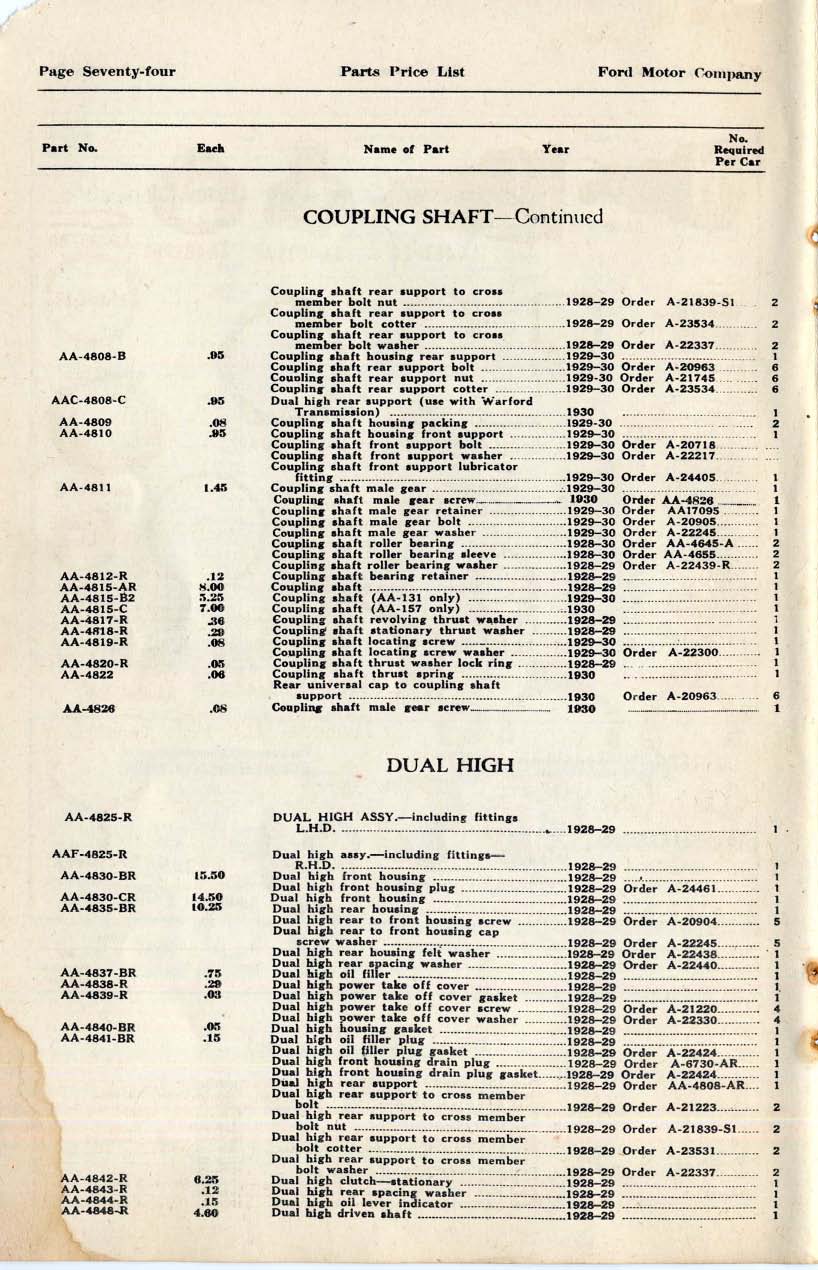 Page Seventy-four Parts Price List Ford Motor Company
No.
Part No. Each Name of Part Year Required
Per Car
COUPLING SHAFT—Continued
Coupling shaft rear support to cross
member bolt nut 1928–29 Order A-21839-S1 2
Coupling shaft rear support to cross
member bolt cotter 1928–29 Order A-23534 2
Coupling shaft rear support to cross
member bolt washer 1928–29 Order A-22337 2
AA-4808-B .95 Coupling shaft housing rear support 1929–30 1
Coupling shaft rear support bolt 1929–30 Order A-20963 6
Coupling shaft rear support nut 1929-30 Order A-21745 6
Coupling shaft rear support cotter 1929–30 Order A-23534 6
AAC-4808-C .95 Dual high rear support (use with Warford
Transmission) 1930 1
AA-4809 .08 Coupling shaft housing packing 1929-30 2
AA-4810 .95 Coupling shaft housing front support 1929–30 1
Coupling shaft front support bolt 1929–30 Order A-20718
Coupling shaft front support washer 1929–30 Order A-22217
Coupling shaft front support lubricator
fitting 1929–30 Order A-24405 1
AA-4811 1.45 Coupling shaft male gear 1929–30 1
Coupling shaft male gear screw 1930 Order AA-4826 1
Coupling shaft male gear retainer 1929–30 Order AA17095 1
Coupling shaft male gear bolt 1929–30 Order A-20905 1
Coupling shaft male gear washer 1929–30 Order A-22245 1
Coupling shaft roller bearing 1928–30 Order AA-4645-A 2
Coupling shaft roller bearing sleeve 1928–30 Order AA-4655 2
Coupling shaft roller bearing washer 1928–30 Order A-22439-R 2
AA-4812-R .12 Coupling shaft bearing retainer 1928–29 1
AA-4815-AR 8.00 Coupling shaft 1928–29 1
AA-4815-B2 5.25 Coupling shaft (AA-131 only) 1929–30 1
AA-4815-C 7.00 Coupling shaft (AA-157 only) 1930 1
AA-4817-R .36 Coupling shaft revolving thrust washer 1928–29 1
AA-4818-R .29 Coupling shaft stationary thrust washer 1928–29 1
AA-4819-R .08 Coupling shaft locating screw 1929–30 1
Coupling shaft locating screw washer 1929–30 Order A-22300 1
AA-4820-R .05 Coupling shaft thrust washer lock ring 1928–29 1
AA-4822 .06 Coupling shaft thrust spring 1930 1
Rear universal cap to coupling shaft
support 1930 Order A-20963 6
AA-4826 .08 Coupling shaft male gear screw 1930 1
DUAL HIGH
AA-4825-R DUAL HIGH ASSY.—including fittings
L.H.D. 1928–29 1
AAF-4825-R Dual high assy.—including fittings—
R.H.D. 1928–29 1
AA-4830-BR 15.50 Dual high front housing 1928–29 1
Dual high front housing plug 1928–29 Order A-24461 1
AA-4830-CR 14.50 Dual high front housing 1928–29 1
AA-4835-BR 10.25 Dual high rear housing 1928–29 1
Dual high rear to front housing screw 1928–29 Order A-20904 5
Dual high rear to front housing cap
screw washer 1928–29 Order A-22245 5
Dual high rear housing felt washer 1928–29 Order A-22438 1
Dual high rear spacing washer 1928–29 Order A-22440 1
AA-4837-BR .75 Dual high oil filler 1928–29 1
AA-4838-R .29 Dual high power take off cover 1928–29 1
AA-4839-R .03 Dual high power take off cover gasket 1928–29 1
Dual high power take off cover screw 1928–29 Order A-21220 4
Dual high power take off cover washer 1928–29 Order A-22330 4
AA-4840-BR .05 Dual high housing gasket 1928–29 1
AA-4841-BR .15 Dual high oil filler plug 1928–29 1
Dual high oil filler plug gasket 1928–29 Order A-22424 1
Dual high front housing drain plug 1928–29 Order A-6730-AR 1
Dual high front housing drain plug gasket 1928–29 Order A-22424 1
Dual high rear support 1928–29 Order AA-4808-AR 1
Dual high rear support to cross member
bolt 1928–29 Order A-21223 2
Dual high rear support to cross member
bolt nut 1928–29 Order A-21839-S1 2
Dual high rear support to cross member
bolt cotter 1928–29 Order A-23531 2
Dual high rear support to cross member
bolt washer 1928–29 Order A-22337 2
AA-4842-R 6.25 Dual high clutch—stationary 1928–29 1
AA-4843-R .12 Dual high rear spacing washer 1928–29 1
AA-4844-R .15 Dual high oil lever indicator 1928–29 1
AA-4848-R 4.60 Dual high driven shaft 1928–29 1